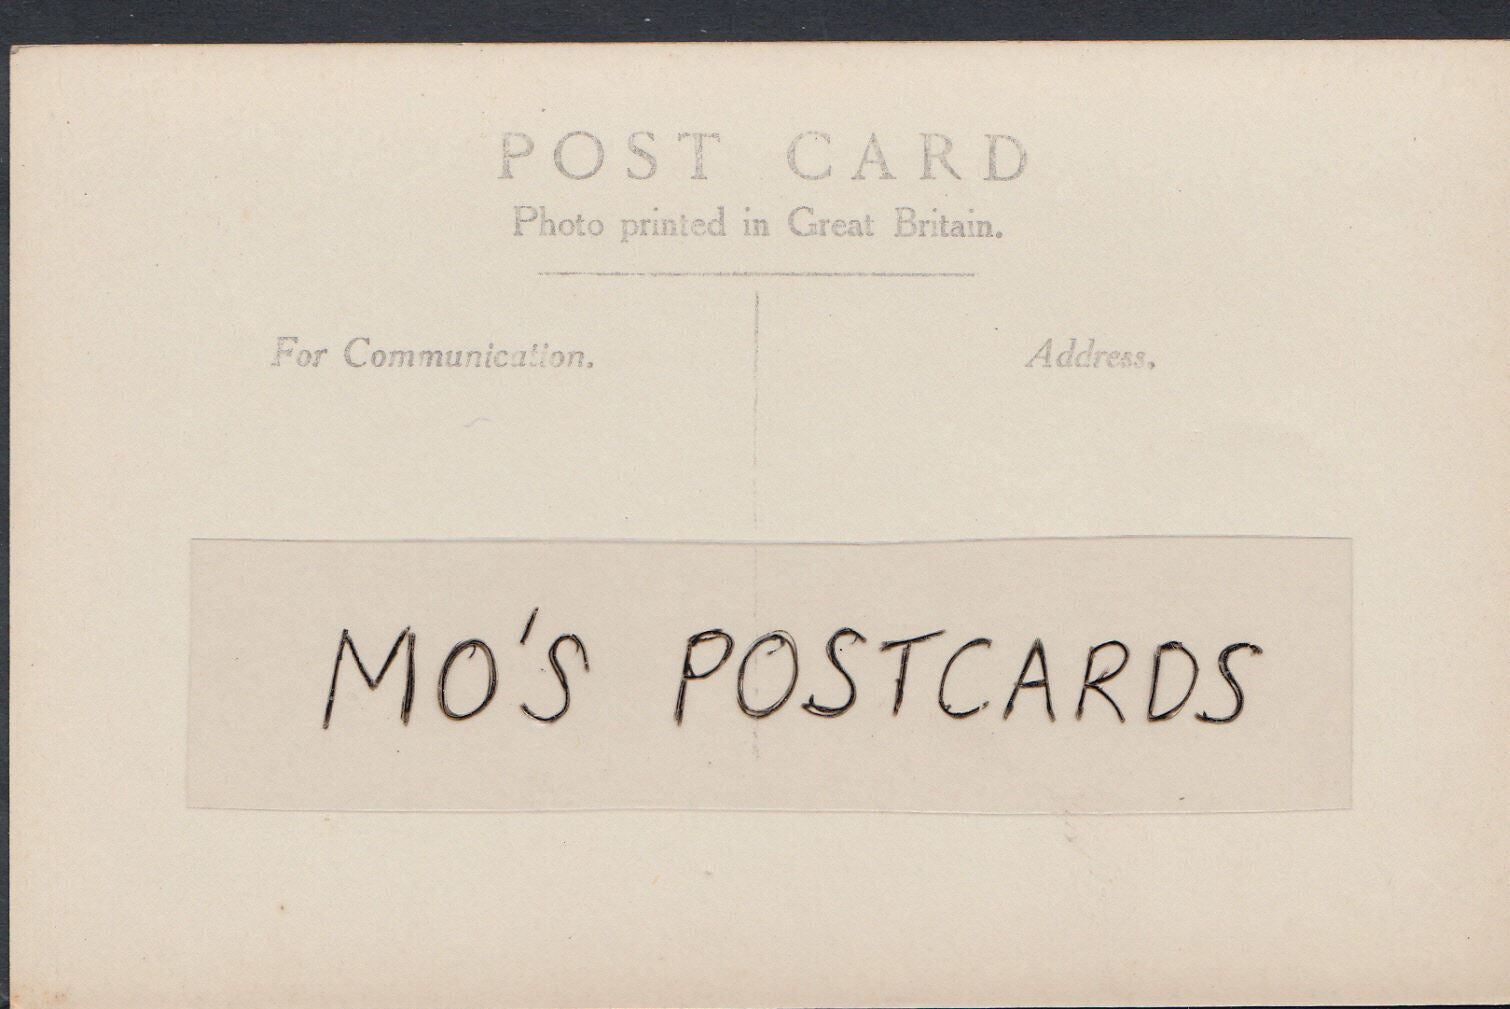 POST CARD
Photo printed in Great Britain.
For Communication.
Address.
MO'S POSTCARDS